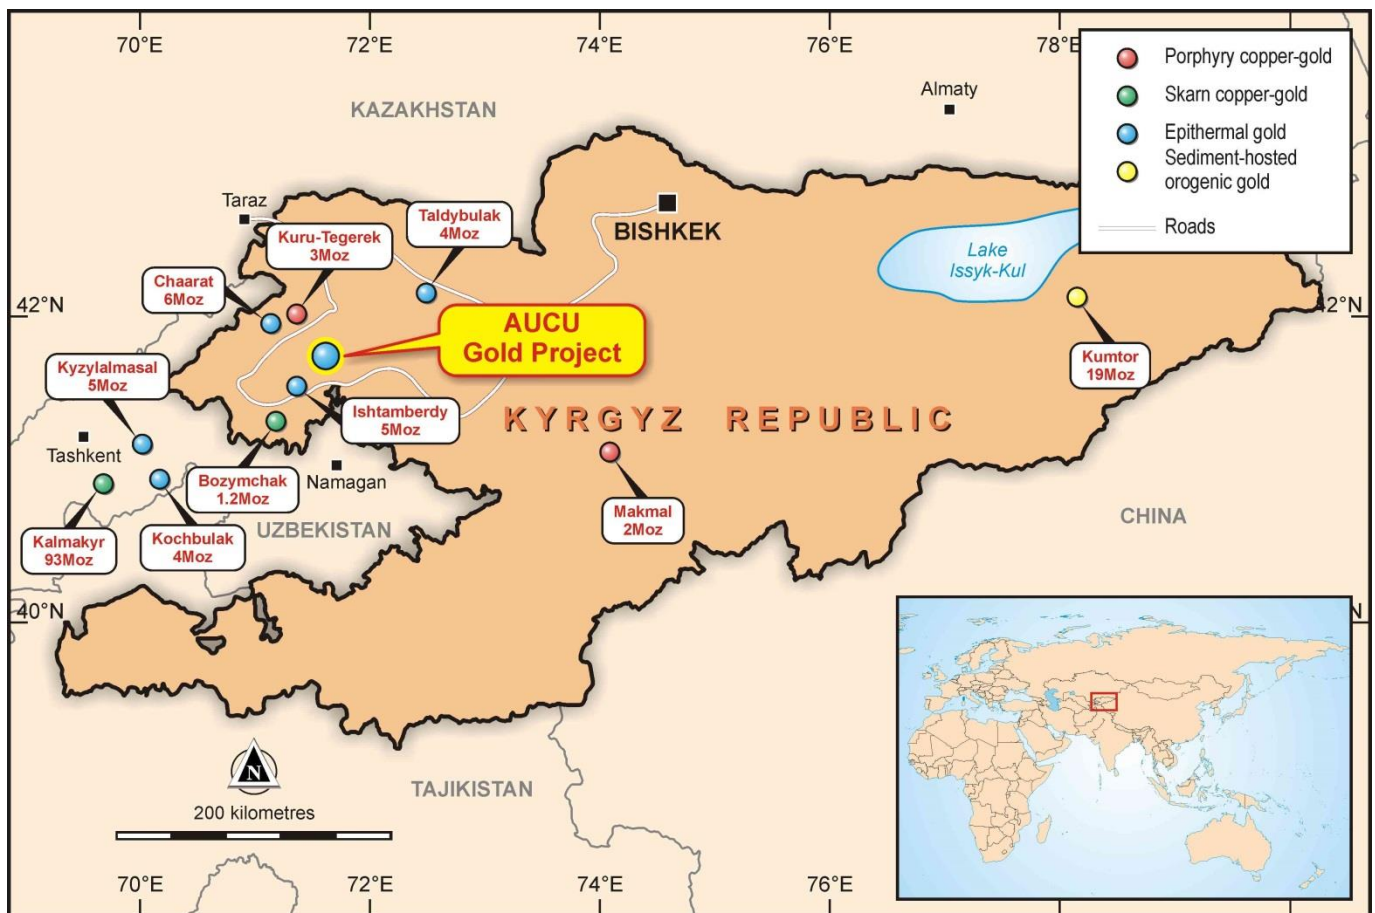 70°E
72°E
74°E
76°E
78°E
Porphyry copper-gold
Skarn copper-gold
Epithermal gold
Sediment-hosted
orogenic gold
Roads
Almaty
KAZAKHSTAN
Taraz
Taldybulak
4Moz
Kuru-Tegerek
3Moz
BISHKEK
Lake
Issyk-Kul
Chaarat
6Moz
42°N
42°N
AUCU
Gold Project
Kumtor
19Moz
Kyzylalmasal
5Moz
Ishtamberdy
5Moz
KYRGYZ REPUBLIC
Tashkent
Bozymchak
1.2Moz
Namagan
Makmal
2Moz
CHINA
UZBEKISTAN
Kalmakyr
93Moz
Kochbulak
4Moz
40°N
N
N
TAJIKISTAN
200 kilometres
70°E
72°E
74°E
76°E